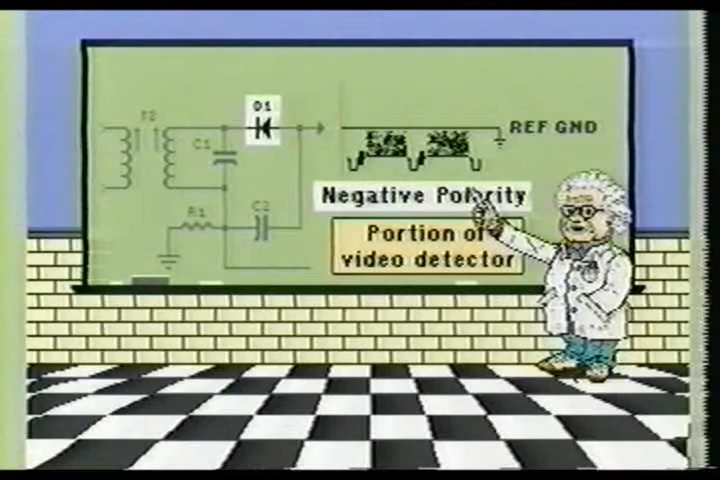 D1
T2
C1
REF GND
Negative Polarity
C2
R1
Portion of
video detector